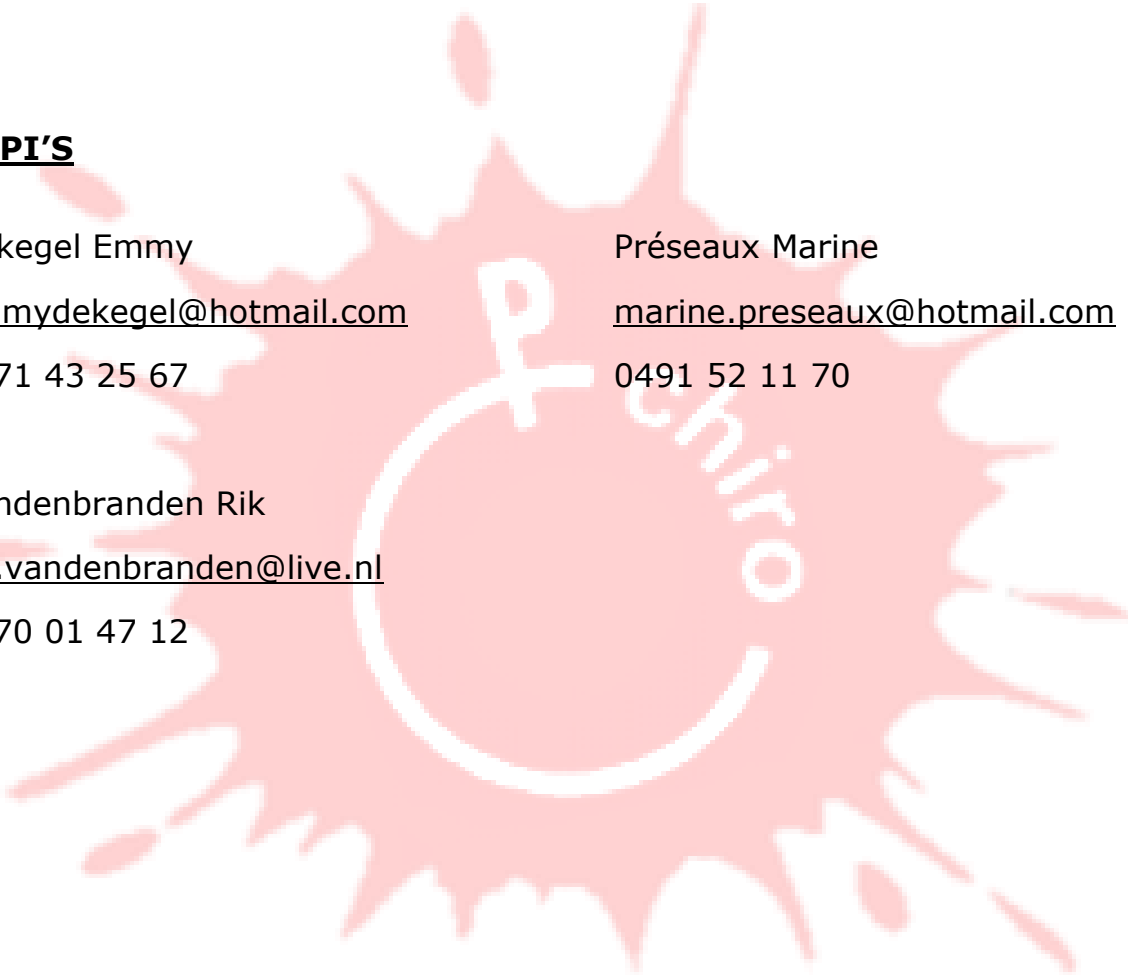 PI’S
kegel Emmy
mydekegel@hotmail.com
71 43 25 67
Préseaux Marine
marine.preseaux@hotmail.com
0491 52 11 70
ndenbranden Rik
.vandenbranden@live.nl
70 01 47 12
chiro